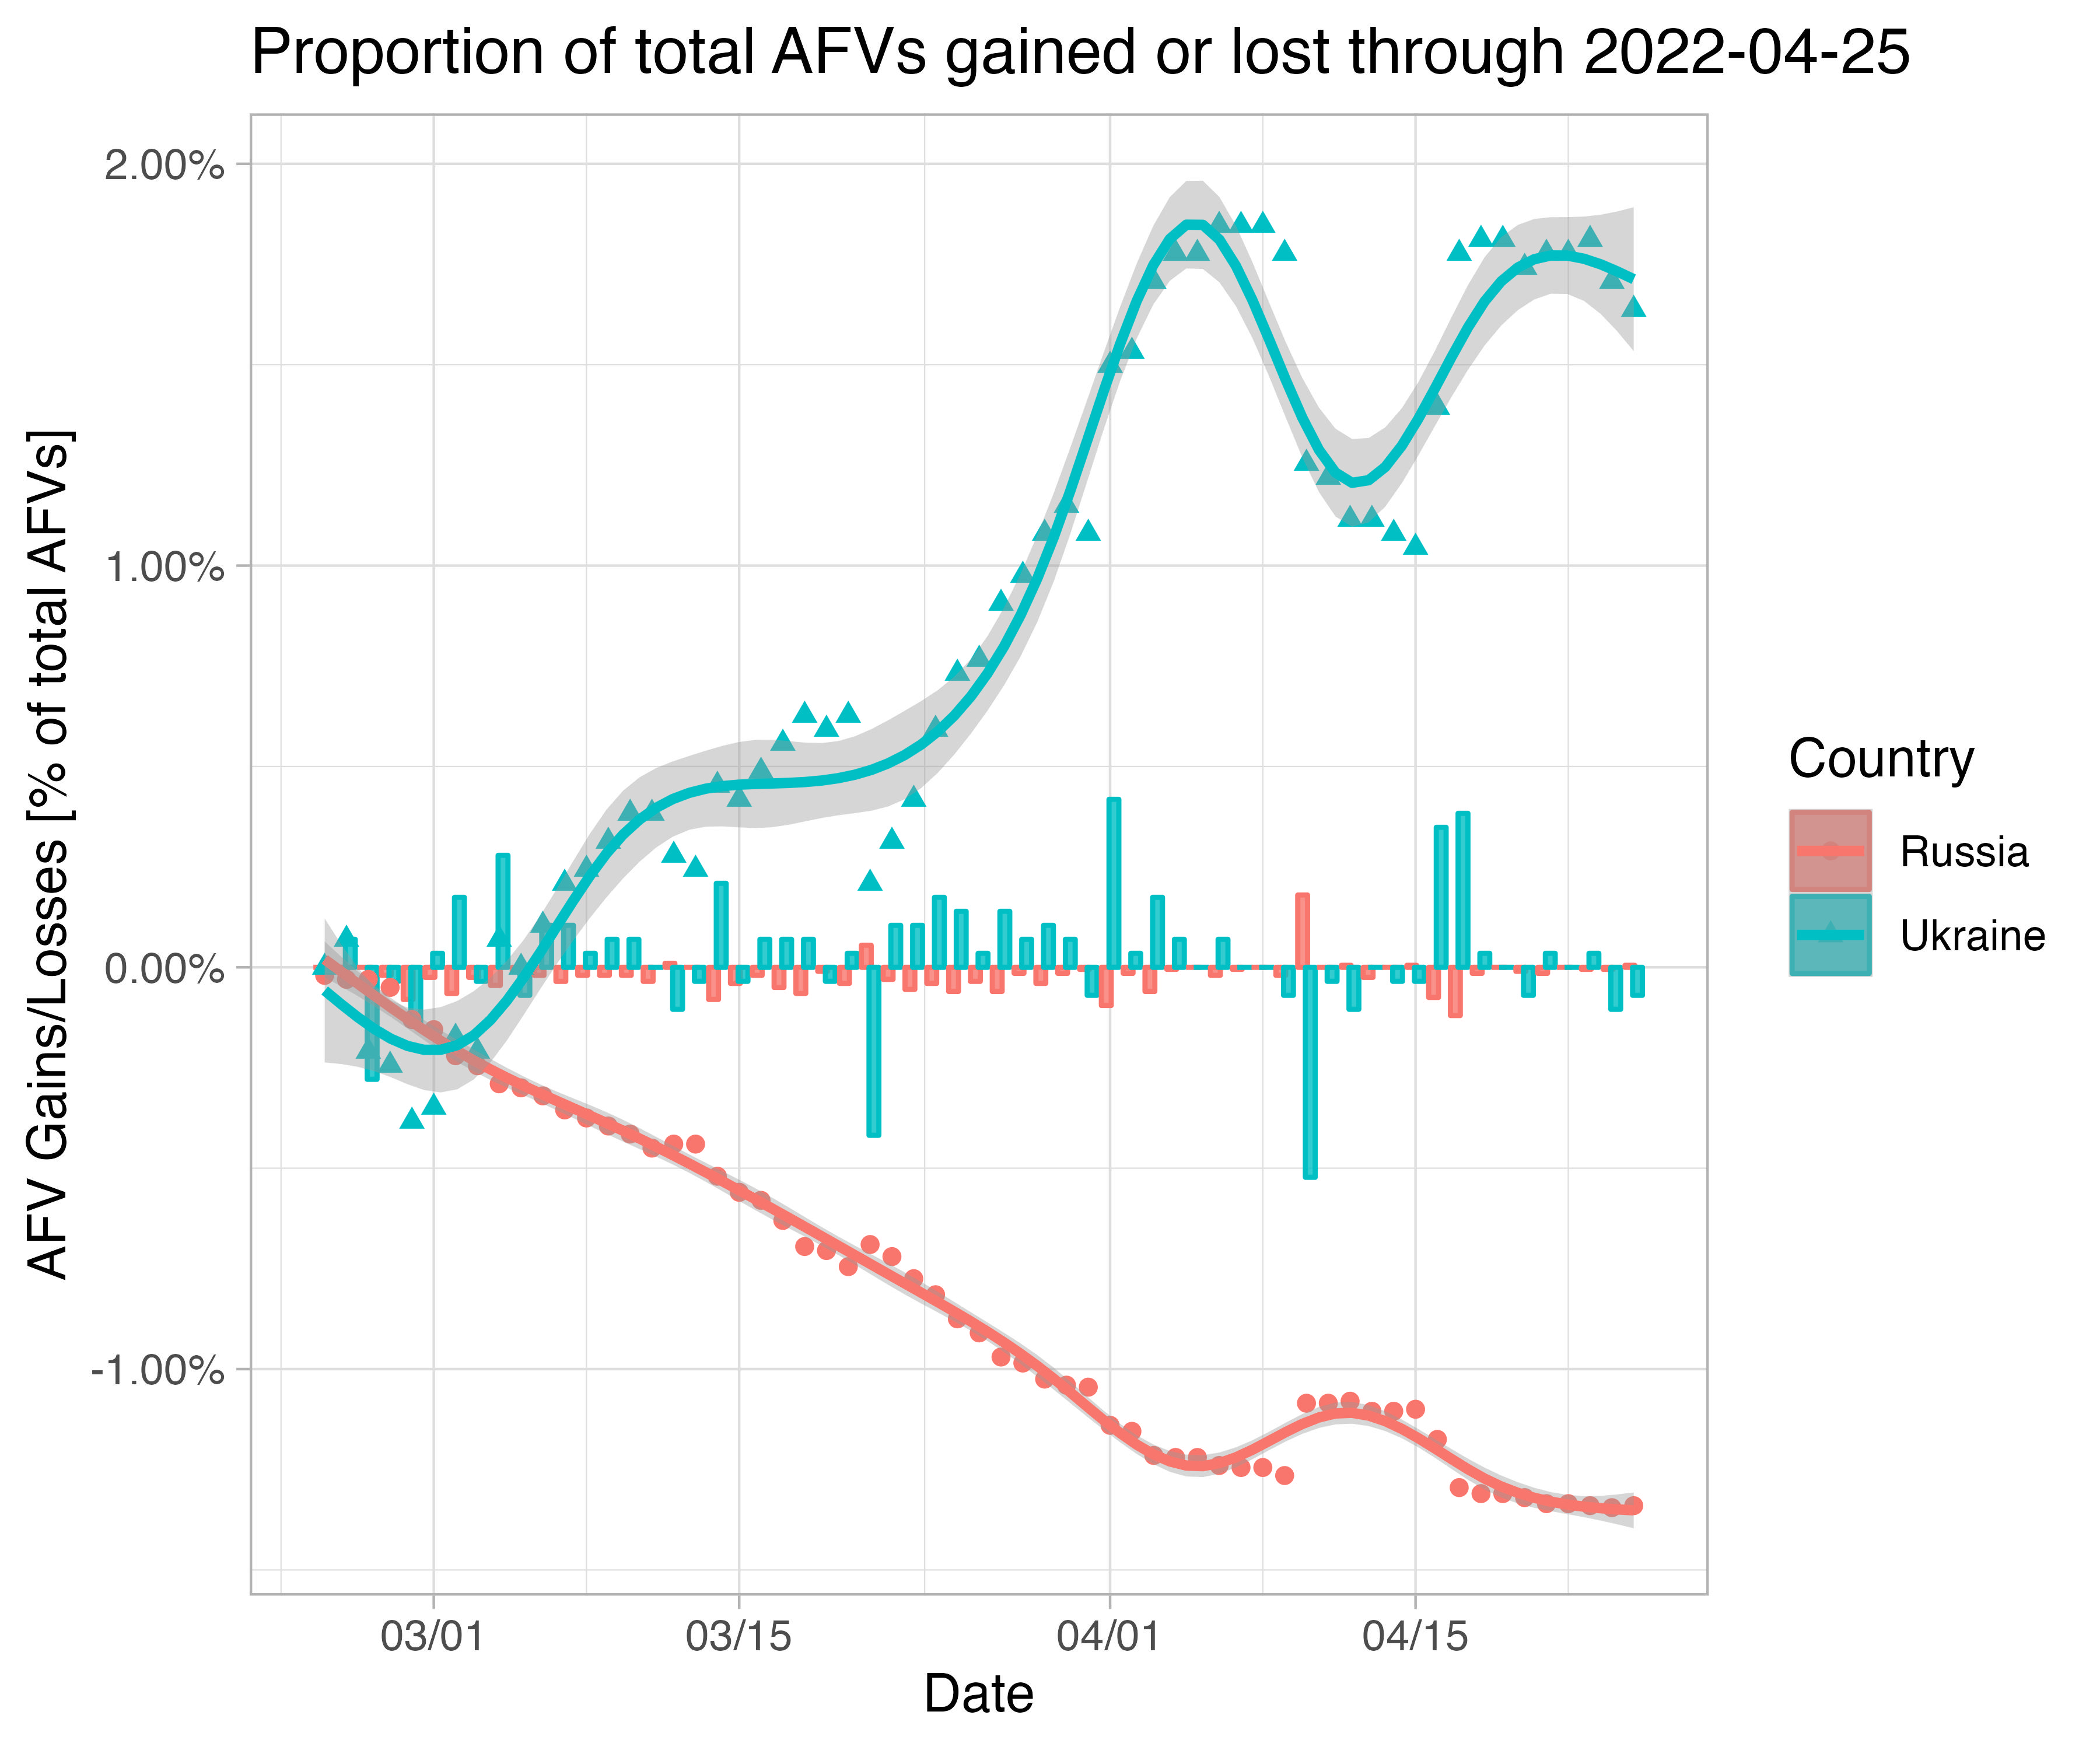 Proportion of total AFVs gained or lost through 2022-04-25
AFV Gains/Losses [% of total AFVs]
2.00%
1.00%
0.00%
-1.00%
03/01
03/15
04/01
04/15
Date
Country
Russia
Ukraine